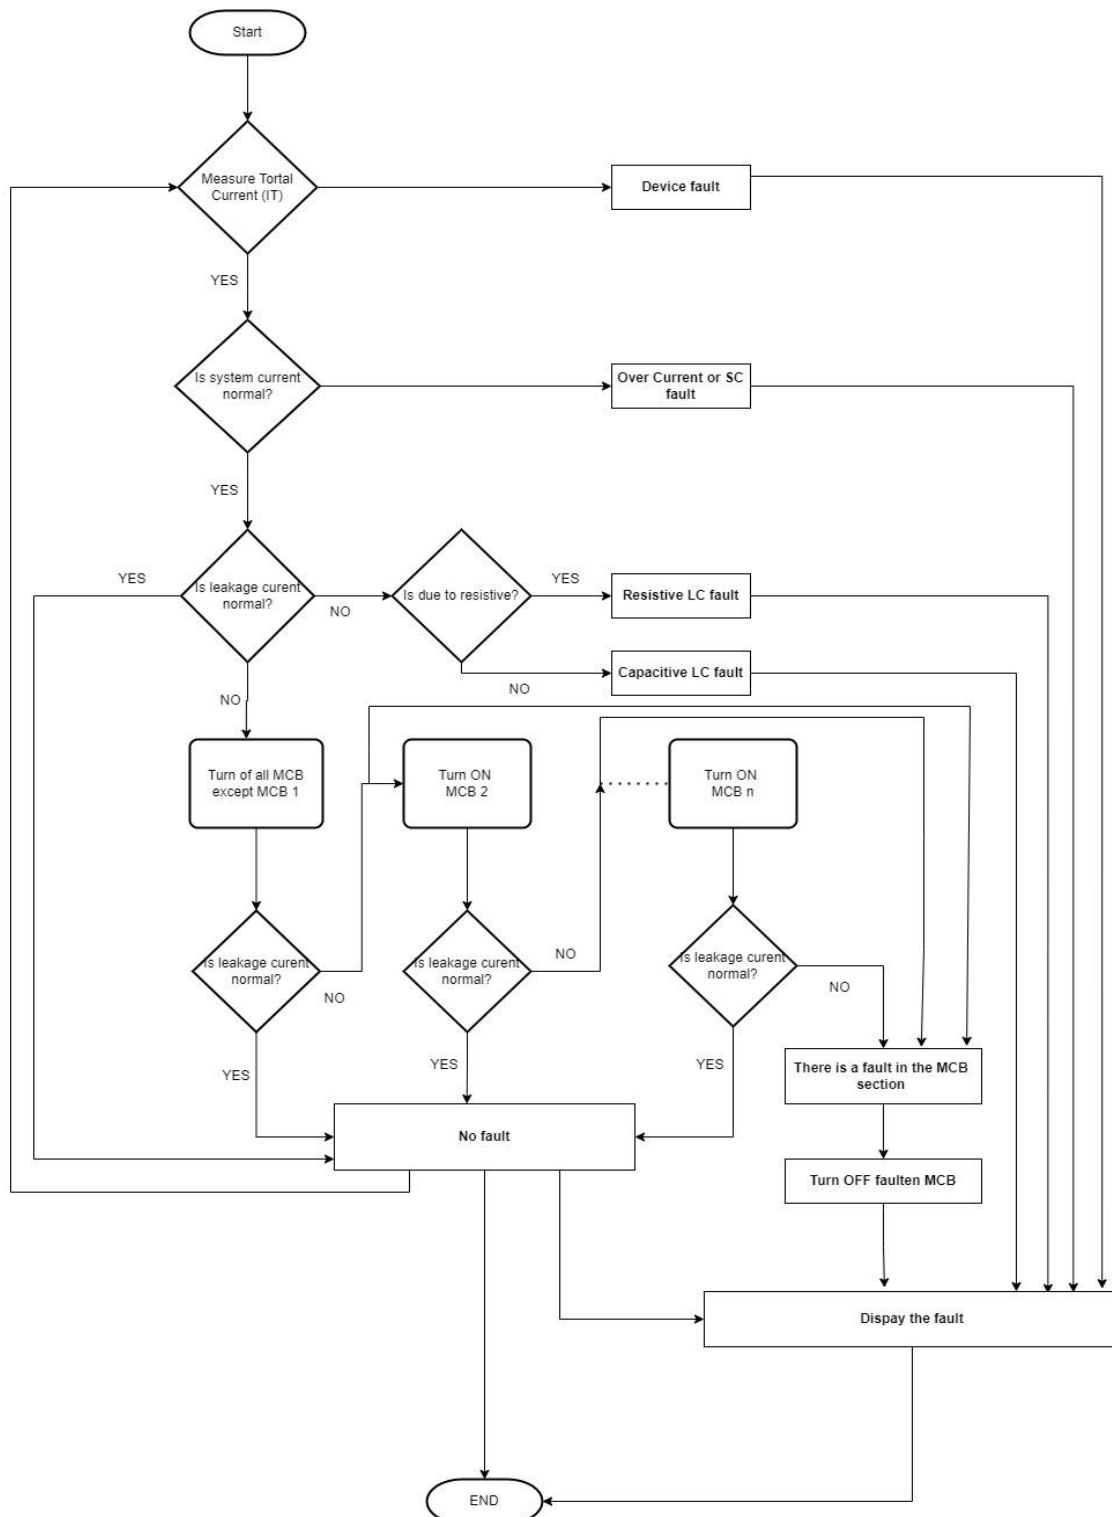 Start
Measure Tortal
Current (IT)
Device fault
YES
Is system current
normal?
Over Current or SC
fault
YES
YES
Is leakage curent
normal?
NO
Is due to resistive?
YES
Resistive LC fault
NO
Capacitive LC fault
NO
Turn of all MCB
except MCB 1
Turn ON
MCB 2
Turn ON
MCB n
Is leakage curent
normal?
NO
Is leakage curent
normal?
NO
Is leakage curent
normal?
NO
YES
YES
YES
There is a fault in the MCB
section
No fault
Turn OFF faulten MCB
Dispay the fault
END